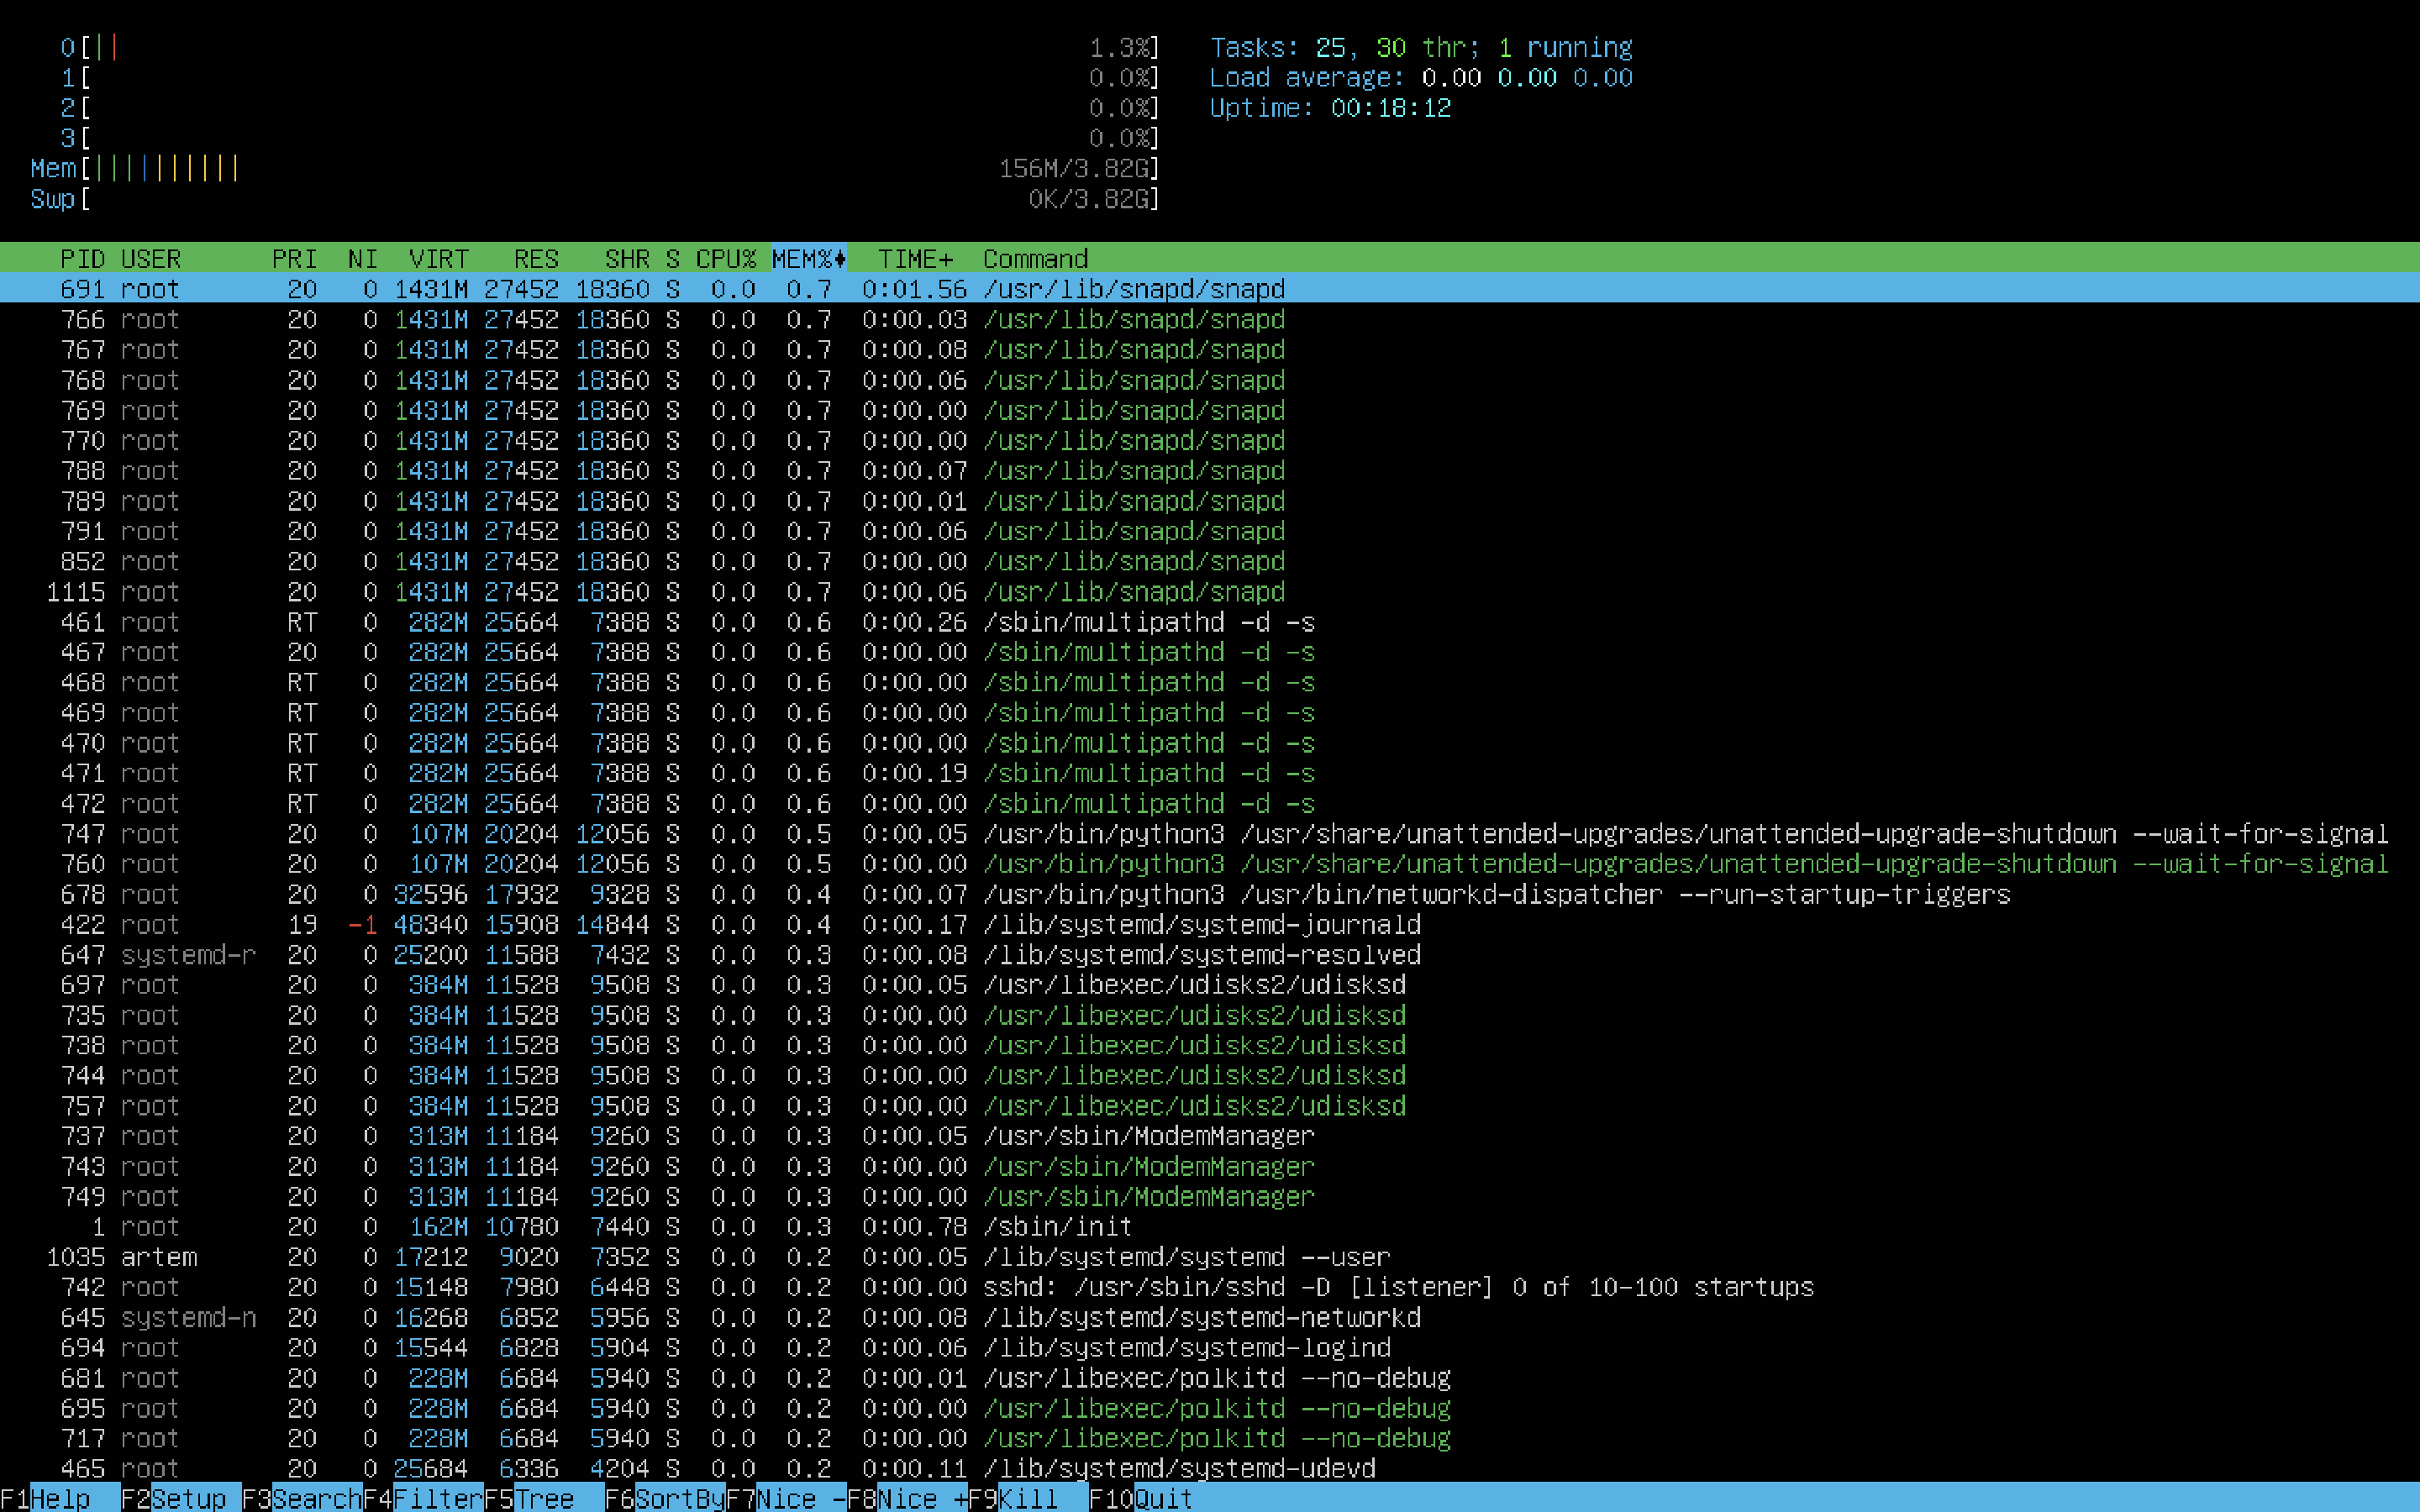 0[|| 1.3%] Tasks: 25, 30 thr; 1 running
1[ 0.0%] Load average: 0.00 0.00 0.00
2[ 0.0%] Uptime: 00:18:12
3[ 0.0%]
Mem[|||||||||| 156M/3.82G]
Swp[ 0K/3.82G]
PID USER PRI NI VIRT RES SHR S CPU% MEM%♦ TIME+ Command
691 root 20 0 1431M 27452 18360 S 0.0 0.7 0:01.56 /usr/lib/snapd/snapd
766 root 20 0 1431M 27452 18360 S 0.0 0.7 0:00.03 /usr/lib/snapd/snapd
767 root 20 0 1431M 27452 18360 S 0.0 0.7 0:00.08 /usr/lib/snapd/snapd
768 root 20 0 1431M 27452 18360 S 0.0 0.7 0:00.06 /usr/lib/snapd/snapd
769 root 20 0 1431M 27452 18360 S 0.0 0.7 0:00.00 /usr/lib/snapd/snapd
770 root 20 0 1431M 27452 18360 S 0.0 0.7 0:00.00 /usr/lib/snapd/snapd
788 root 20 0 1431M 27452 18360 S 0.0 0.7 0:00.07 /usr/lib/snapd/snapd
789 root 20 0 1431M 27452 18360 S 0.0 0.7 0:00.01 /usr/lib/snapd/snapd
791 root 20 0 1431M 27452 18360 S 0.0 0.7 0:00.06 /usr/lib/snapd/snapd
852 root 20 0 1431M 27452 18360 S 0.0 0.7 0:00.00 /usr/lib/snapd/snapd
1115 root 20 0 1431M 27452 18360 S 0.0 0.7 0:00.06 /usr/lib/snapd/snapd
461 root RT 0 282M 25664 7388 S 0.0 0.6 0:00.26 /sbin/multipathd -d -s
467 root 20 0 282M 25664 7388 S 0.0 0.6 0:00.00 /sbin/multipathd -d -s
468 root RT 0 282M 25664 7388 S 0.0 0.6 0:00.00 /sbin/multipathd -d -s
469 root RT 0 282M 25664 7388 S 0.0 0.6 0:00.00 /sbin/multipathd -d -s
470 root RT 0 282M 25664 7388 S 0.0 0.6 0:00.00 /sbin/multipathd -d -s
471 root RT 0 282M 25664 7388 S 0.0 0.6 0:00.19 /sbin/multipathd -d -s
472 root RT 0 282M 25664 7388 S 0.0 0.6 0:00.00 /sbin/multipathd -d -s
747 root 20 0 107M 20204 12056 S 0.0 0.5 0:00.05 /usr/bin/python3 /usr/share/unattended-upgrades/unattended-upgrade-shutdown --wait-for-signal
760 root 20 0 107M 20204 12056 S 0.0 0.5 0:00.00 /usr/bin/python3 /usr/share/unattended-upgrades/unattended-upgrade-shutdown --wait-for-signal
678 root 20 0 32596 17932 9328 S 0.0 0.4 0:00.07 /usr/bin/python3 /usr/bin/networkd-dispatcher --run-startup-triggers
422 root 19 -1 48340 15908 14844 S 0.0 0.4 0:00.17 /lib/systemd/systemd-journald
647 systemd-r 20 0 25200 11588 7432 S 0.0 0.3 0:00.08 /lib/systemd/systemd-resolved
697 root 20 0 384M 11528 9508 S 0.0 0.3 0:00.05 /usr/libexec/udisks2/udisksd
735 root 20 0 384M 11528 9508 S 0.0 0.3 0:00.00 /usr/libexec/udisks2/udisksd
738 root 20 0 384M 11528 9508 S 0.0 0.3 0:00.00 /usr/libexec/udisks2/udisksd
744 root 20 0 384M 11528 9508 S 0.0 0.3 0:00.00 /usr/libexec/udisks2/udisksd
757 root 20 0 384M 11528 9508 S 0.0 0.3 0:00.00 /usr/libexec/udisks2/udisksd
737 root 20 0 313M 11184 9260 S 0.0 0.3 0:00.05 /usr/sbin/ModemManager
743 root 20 0 313M 11184 9260 S 0.0 0.3 0:00.00 /usr/sbin/ModemManager
749 root 20 0 313M 11184 9260 S 0.0 0.3 0:00.00 /usr/sbin/ModemManager
1 root 20 0 162M 10780 7440 S 0.0 0.3 0:00.78 /sbin/init
1035 artem 20 0 17212 9020 7352 S 0.0 0.2 0:00.05 /lib/systemd/systemd --user
742 root 20 0 15148 7980 6448 S 0.0 0.2 0:00.00 sshd: /usr/sbin/sshd -D [listener] 0 of 10-100 startups
645 systemd-n 20 0 16268 6852 5956 S 0.0 0.2 0:00.08 /lib/systemd/systemd-networkd
694 root 20 0 15544 6828 5904 S 0.0 0.2 0:00.06 /lib/systemd/systemd-logind
681 root 20 0 228M 6684 5940 S 0.0 0.2 0:00.01 /usr/libexec/polkitd --no-debug
695 root 20 0 228M 6684 5940 S 0.0 0.2 0:00.00 /usr/libexec/polkitd --no-debug
717 root 20 0 228M 6684 5940 S 0.0 0.2 0:00.00 /usr/libexec/polkitd --no-debug
465 root 20 0 25684 6336 4204 S 0.0 0.2 0:00.11 /lib/systemd/systemd-udevd
F1Help F2Setup F3SearchF4FilterF5Tree F6SortByF7Nice -F8Nice +F9Kill F10Quit